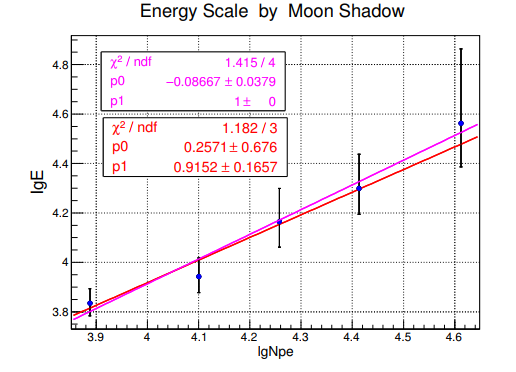 Energy Scale by Moon Shadow
χ² / ndf 1.415 / 4
p0 −0.08667 ± 0.0379
p1 1 ± 0
χ² / ndf 1.182 / 3
p0 0.2571 ± 0.676
p1 0.9152 ± 0.1657
lgE
4.8
4.6
4.4
4.2
4
3.8
3.9 4 4.1 4.2 4.3 4.4 4.5 4.6
lgNpe